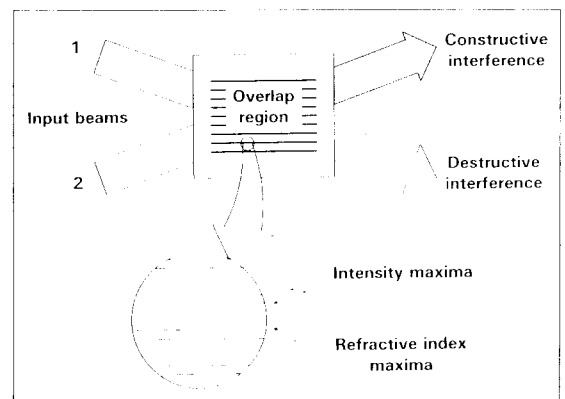 1
Constructive
interference
Overlap
region
Input beams
2
Destructive
interference
Intensity maxima
Refractive index
maxima